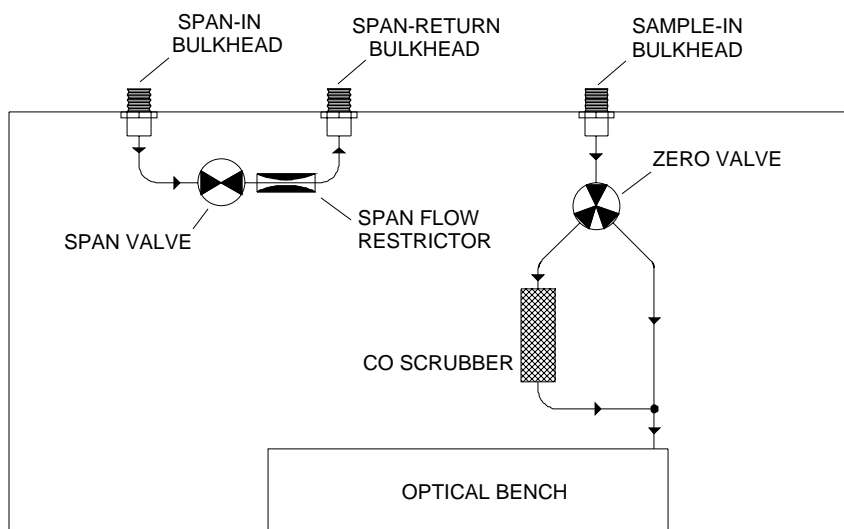 SPAN-IN
BULKHEAD
SPAN-RETURN
BULKHEAD
SAMPLE-IN
BULKHEAD
ZERO VALVE
SPAN VALVE
SPAN FLOW
RESTRICTOR
CO SCRUBBER
OPTICAL BENCH